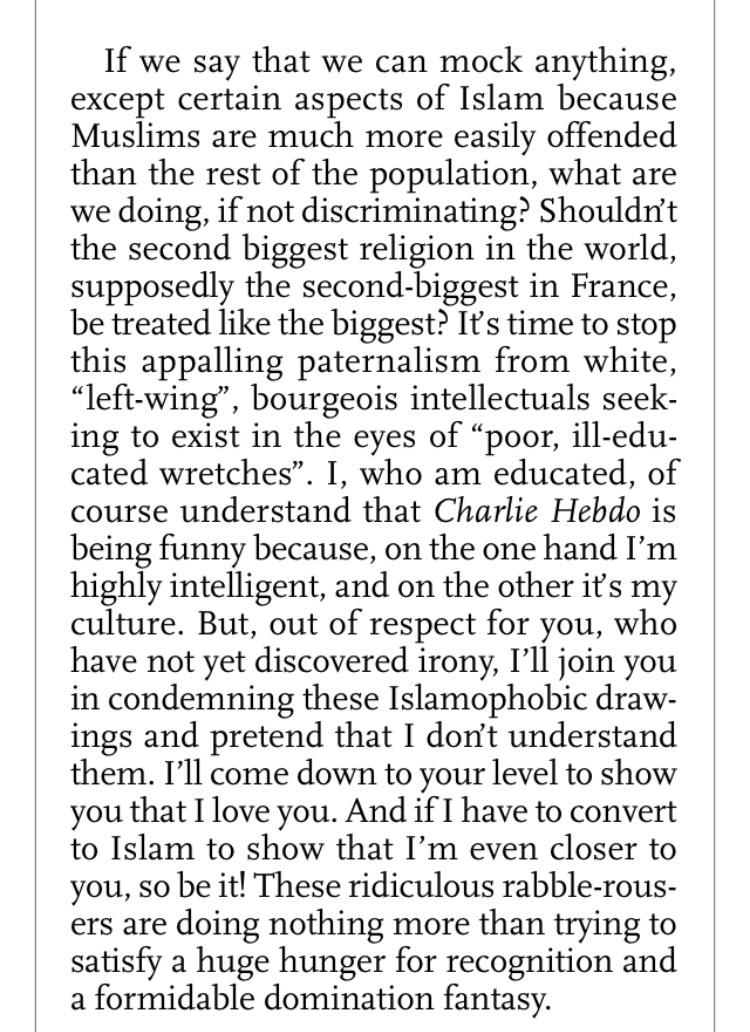 If we say that we can mock anything,
except certain aspects of Islam because
Muslims are much more easily offended
than the rest of the population, what are
we doing, if not discriminating? Shouldn't
the second biggest religion in the world,
supposedly the second-biggest in France,
be treated like the biggest? It's time to stop
this appalling paternalism from white,
“left-wing”, bourgeois intellectuals seek-
ing to exist in the eyes of “poor, ill-edu-
cated wretches”. I, who am educated, of
course understand that Charlie Hebdo is
being funny because, on the one hand I’m
highly intelligent, and on the other it's my
culture. But, out of respect for you, who
have not yet discovered irony, I’ll join you
in condemning these Islamophobic draw-
ings and pretend that I don't understand
them. I’ll come down to your level to show
you that I love you. And if I have to convert
to Islam to show that I’m even closer to
you, so be it! These ridiculous rabble-rous-
ers are doing nothing more than trying to
satisfy a huge hunger for recognition and
a formidable domination fantasy.